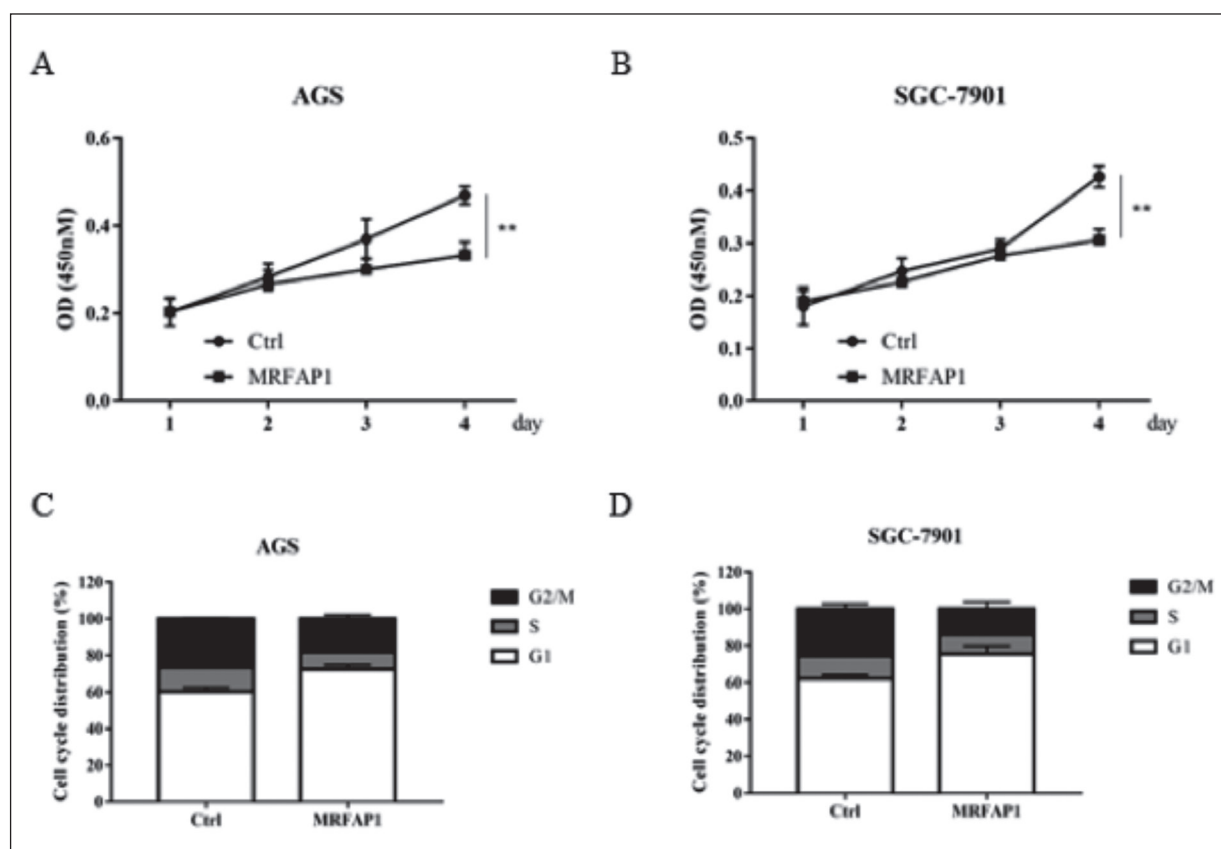 A
AGS
OD (450nM)
0.6
0.4
0.2
0.0
Ctrl
MRFAP1
1 2 3 4 day
**
B
SGC-7901
OD (450nM)
0.5
0.4
0.3
0.2
0.1
0.0
Ctrl
MRFAP1
1 2 3 4 day
**
C
AGS
Cell cycle distribution (%)
120
100
80
60
40
20
0
Ctrl MRFAP1
G2/M
S
G1
D
SGC-7901
Cell cycle distribution (%)
120
100
80
60
40
20
0
Ctrl MRFAP1
G2/M
S
G1